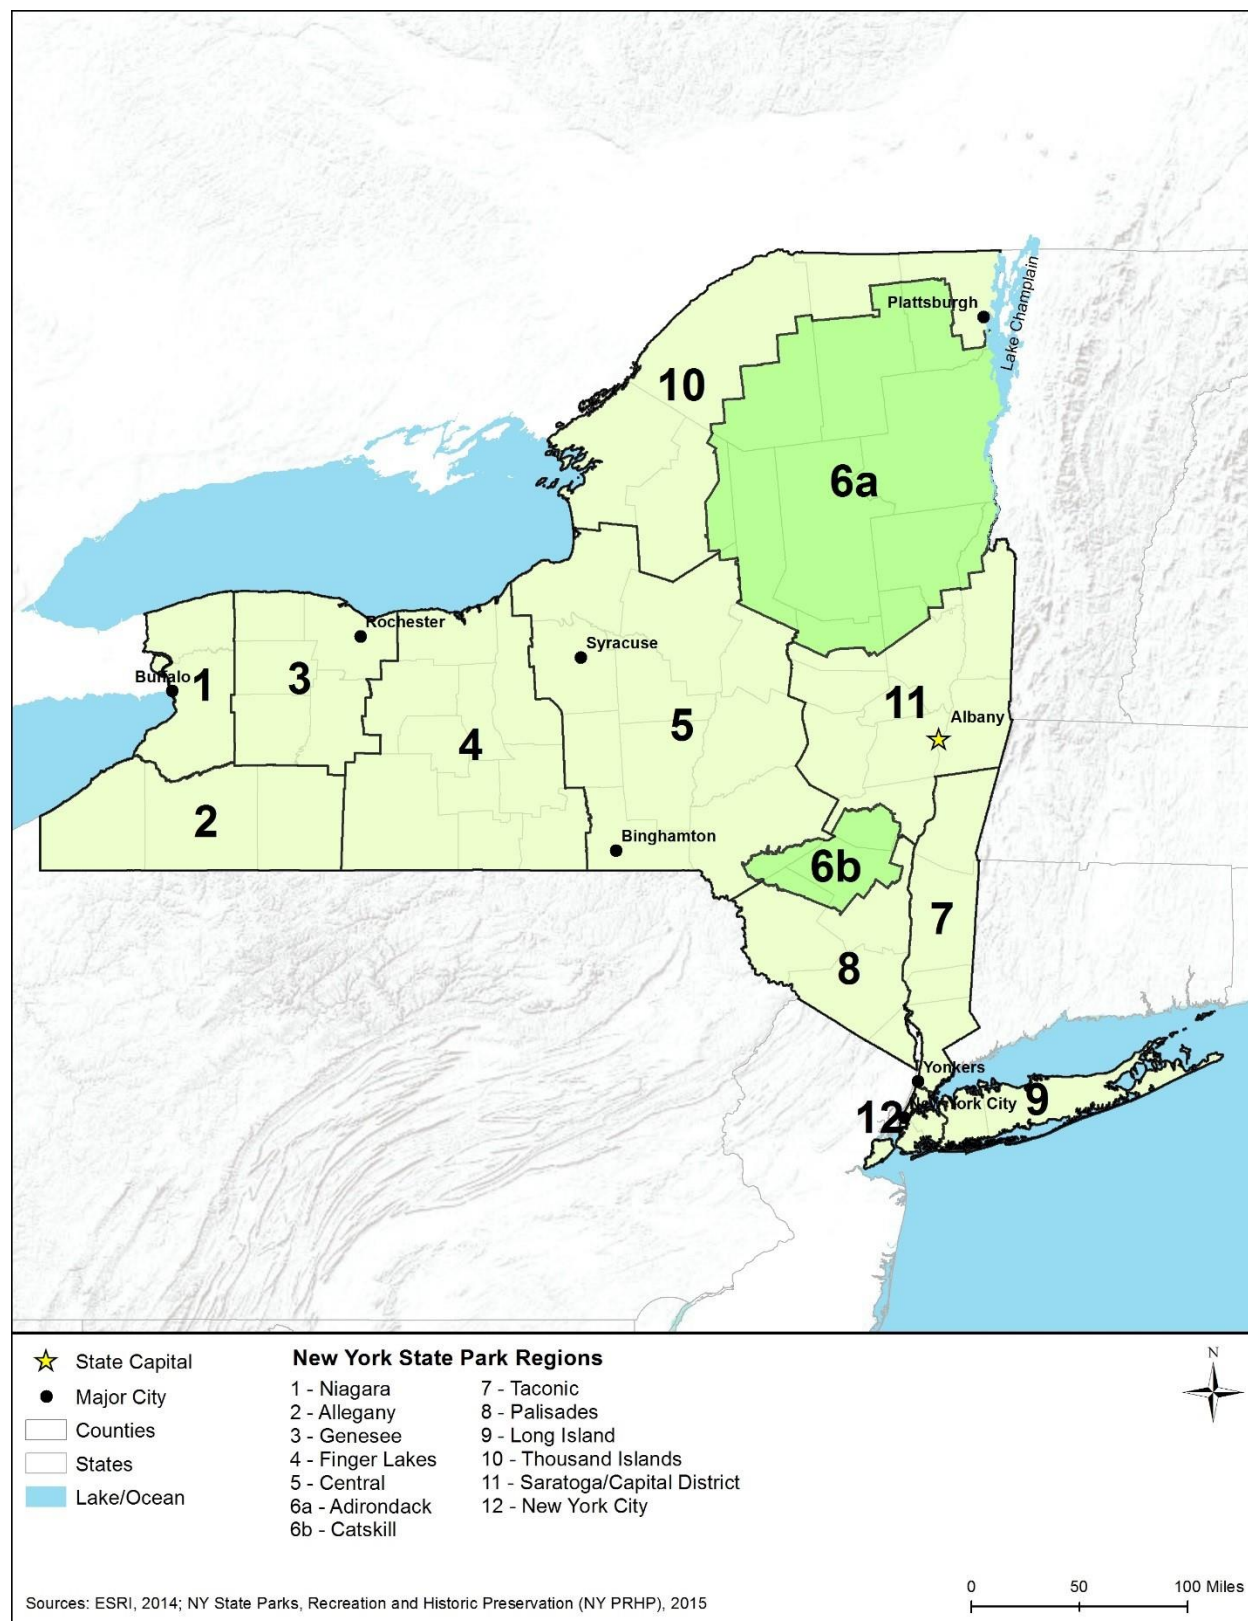 Plattsburgh
Lake Champlain
10
6a
Rochester
Syracuse
Buffalo
1
3
11
Albany
4
5
2
Binghamton
6b
7
8
Yonkers
12
New York City
9
State Capital
Major City
Counties
States
Lake/Ocean
New York State Park Regions
1 - Niagara
2 - Allegany
3 - Genesee
4 - Finger Lakes
5 - Central
6a - Adirondack
6b - Catskill
7 - Taconic
8 - Palisades
9 - Long Island
10 - Thousand Islands
11 - Saratoga/Capital District
12 - New York City
N
0 50 100 Miles
Sources: ESRI, 2014; NY State Parks, Recreation and Historic Preservation (NY PRHP), 2015